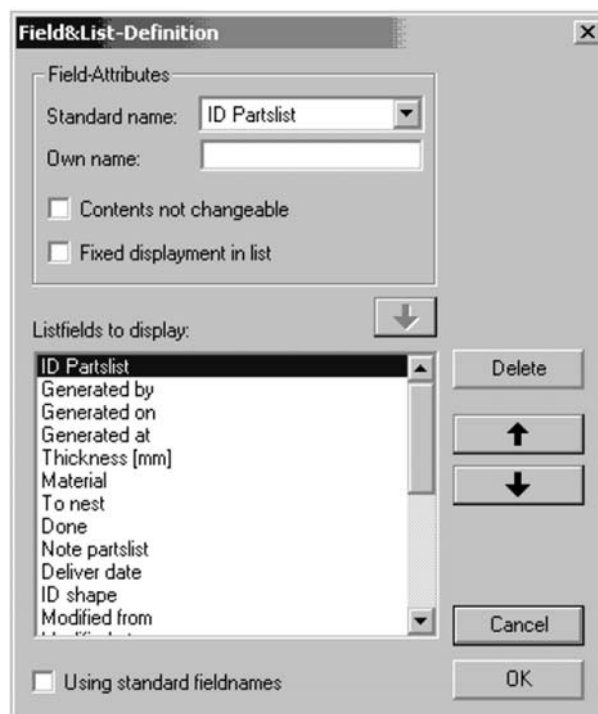 Field&List-Definition
Field-Attributes
Standard name: ID Partslist
Own name:
Contents not changeable
Fixed displayment in list
Listfields to display:
ID Partslist
Delete
Generated by
Generated on
Generated at
Thickness [mm]
Material
To nest
Done
Note partslist
Deliver date
ID shape
Modified from
Cancel
Using standard fieldnames
OK